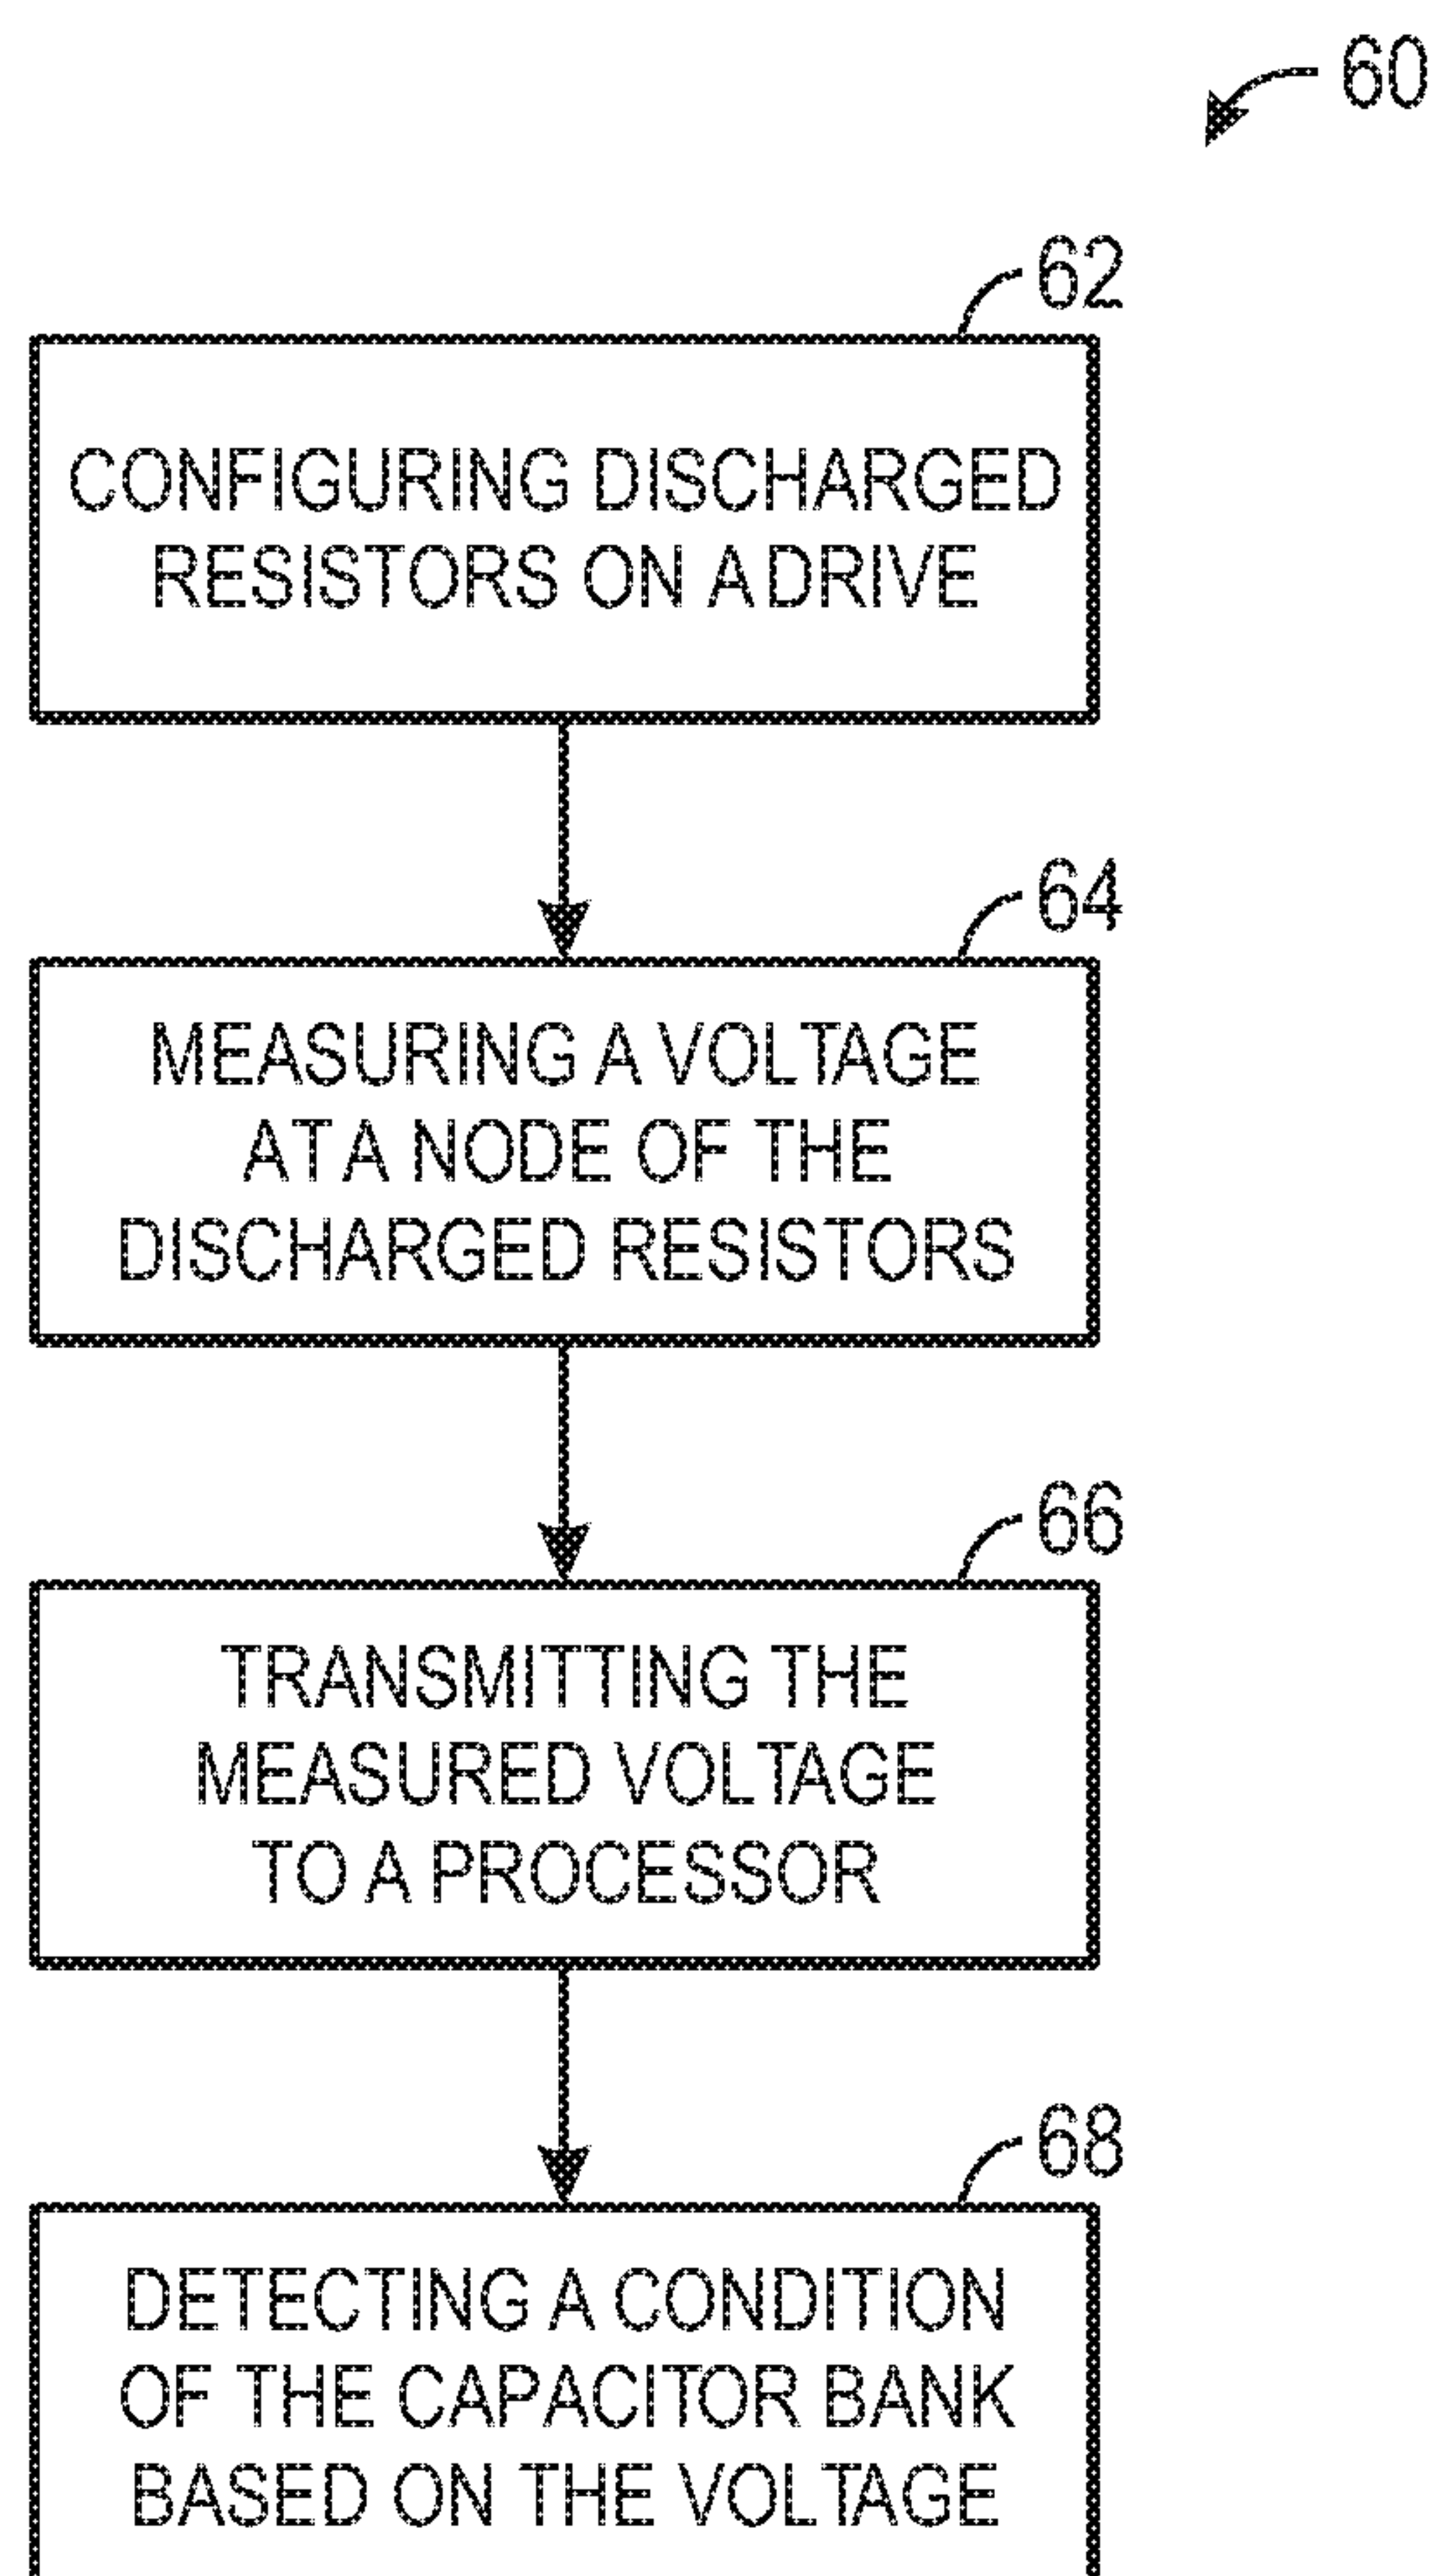 60
62
CONFIGURING DISCHARGED
RESISTORS ON A DRIVE
64
MEASURING A VOLTAGE
AT A NODE OF THE
DISCHARGED RESISTORS
66
TRANSMITTING THE
MEASURED VOLTAGE
TO A PROCESSOR
68
DETECTING A CONDITION
OF THE CAPACITOR BANK
BASED ON THE VOLTAGE